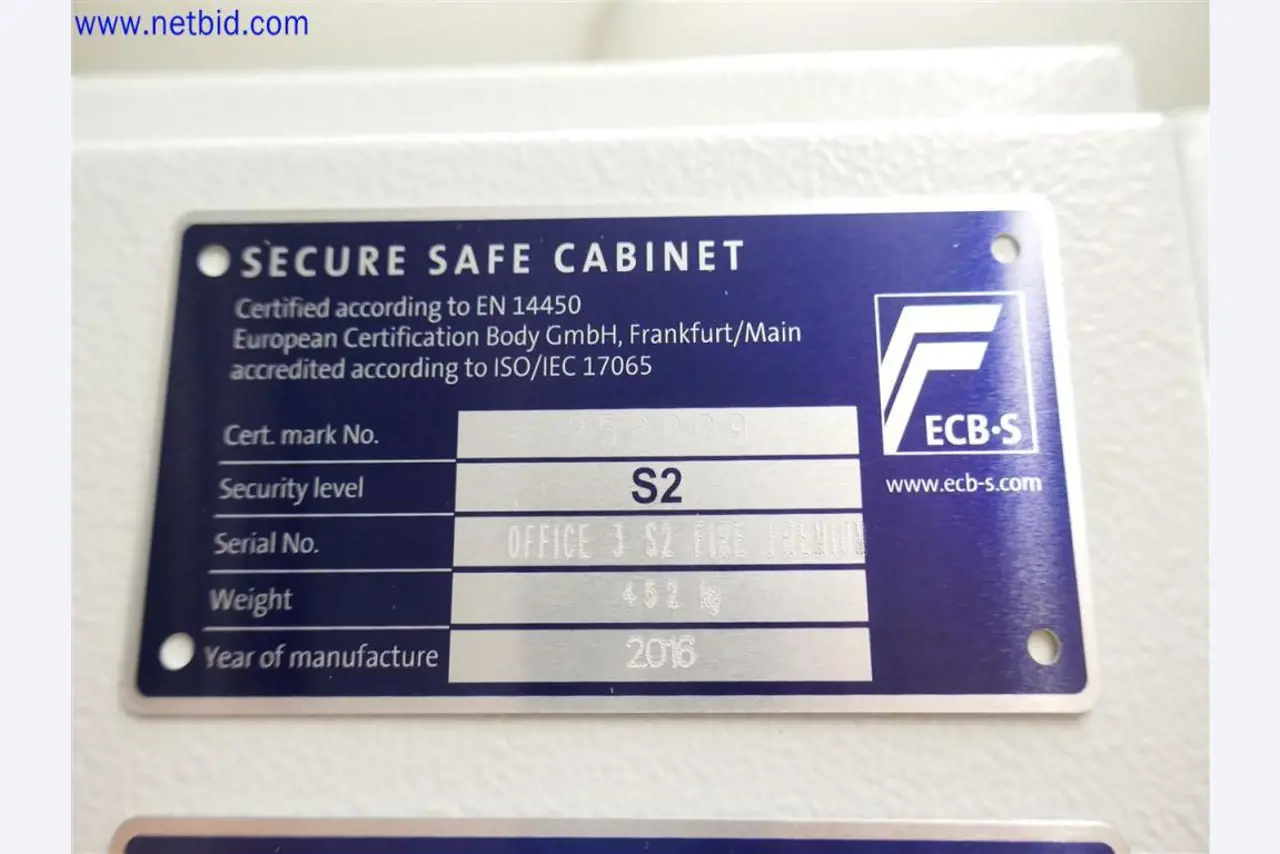 www.netbid.com
SECURE SAFE CABINET
Certified according to EN 14450
European Certification Body GmbH, Frankfurt/Main
accredited according to ISO/IEC 17065
ECB·S
www.ecb-s.com
Cert. mark No.
Security level S2
Serial No. OFFICE 3 S2 FIRE PREMIUM
Weight 452 kg
Year of manufacture 2016